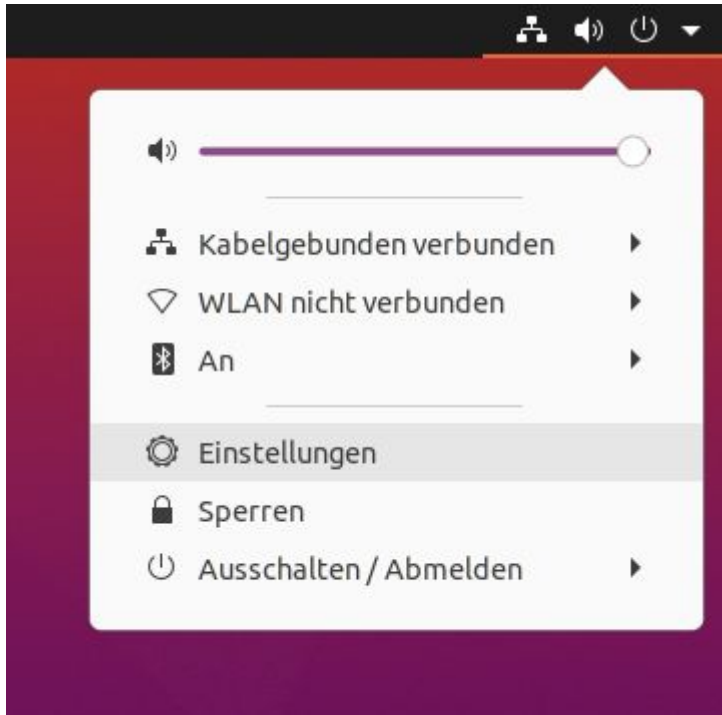 Kabelgebunden verbunden
WLAN nicht verbunden
An
Einstellungen
Sperren
Ausschalten / Abmelden